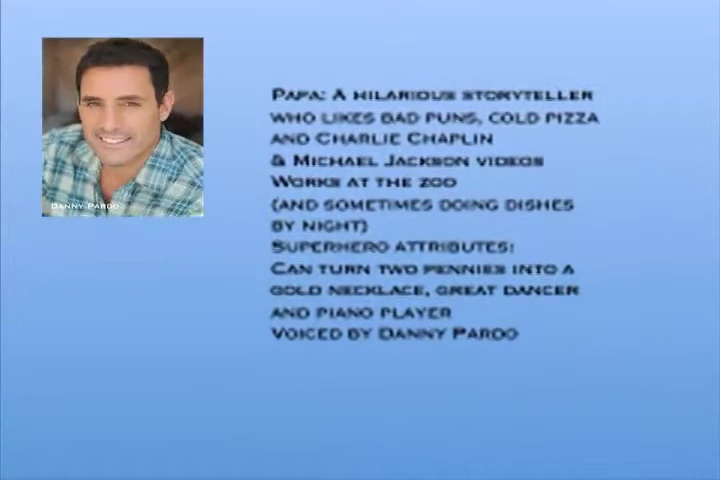 Danny Pardo
Papa: A hilarious storyteller
who likes bad puns, cold pizza
and Charlie Chaplin
& Michael Jackson videos
Works at the zoo
(and sometimes doing dishes
by night)
Superhero attributes:
Can turn two pennies into a
gold necklace, great dancer
and piano player
Voiced by Danny Pardo